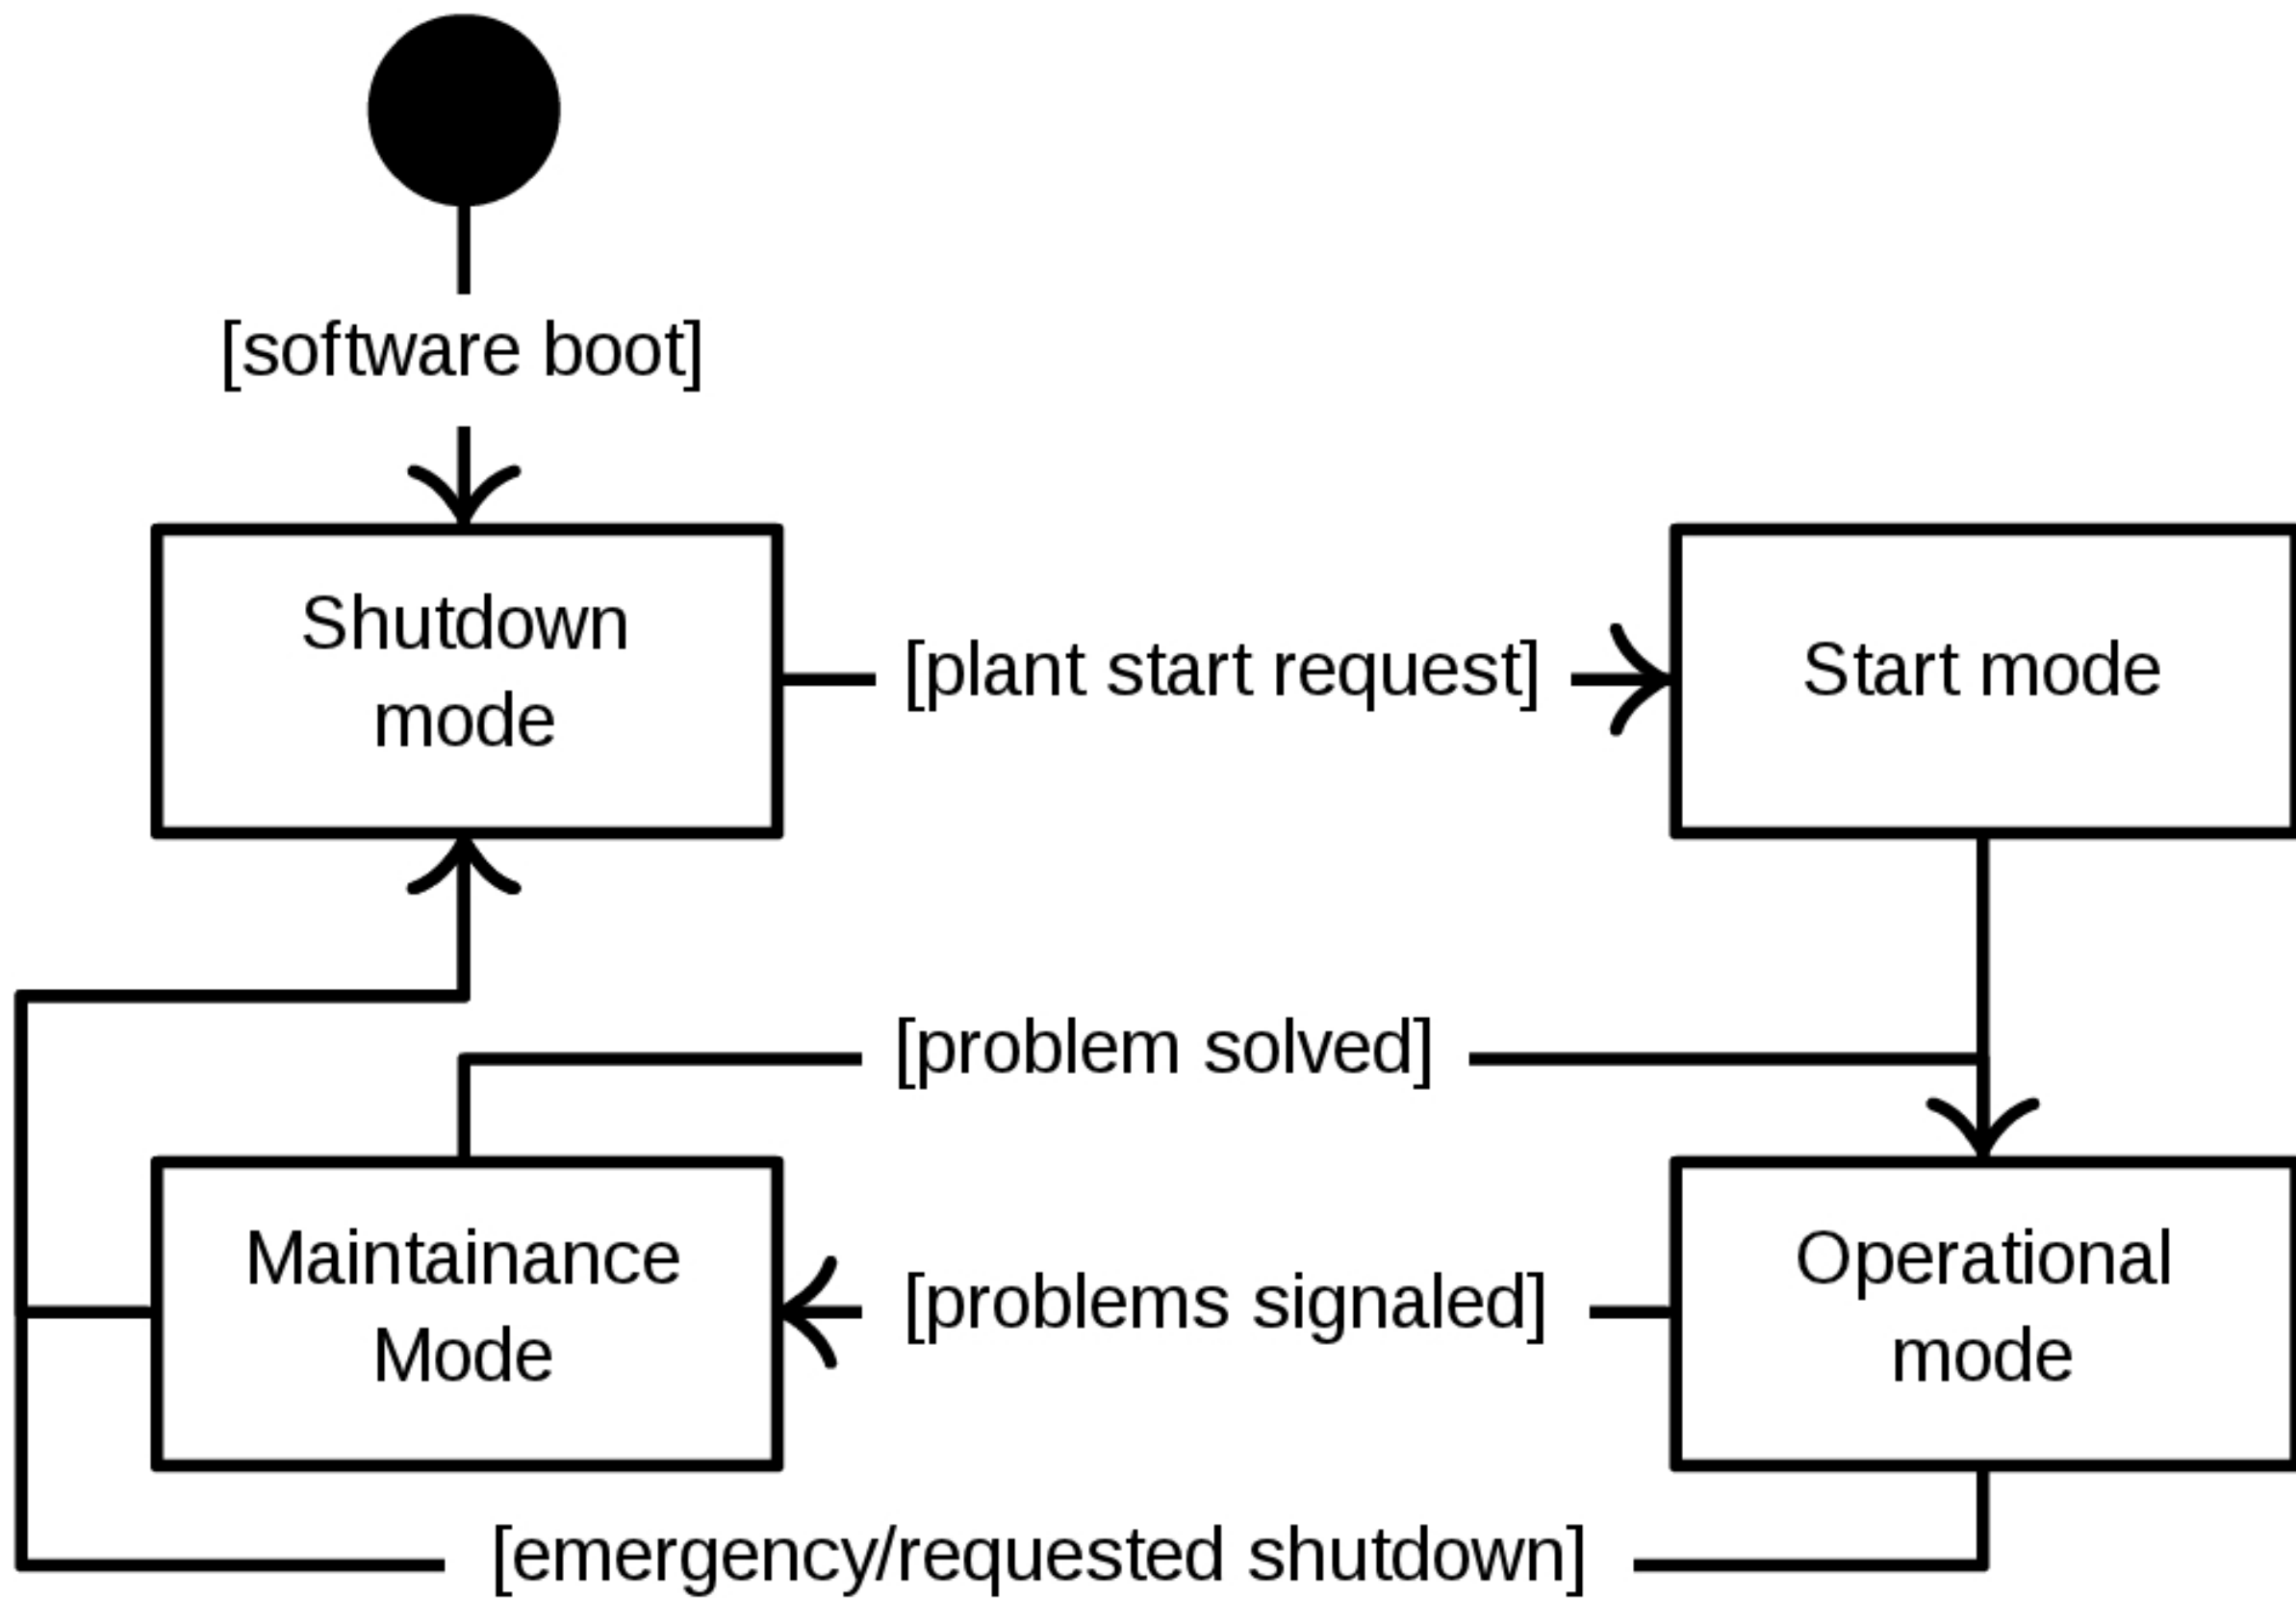 [software boot]
Shutdown
mode
[plant start request]
Start mode
[problem solved]
Maintainance
Mode
[problems signaled]
Operational
mode
[emergency/requested shutdown]